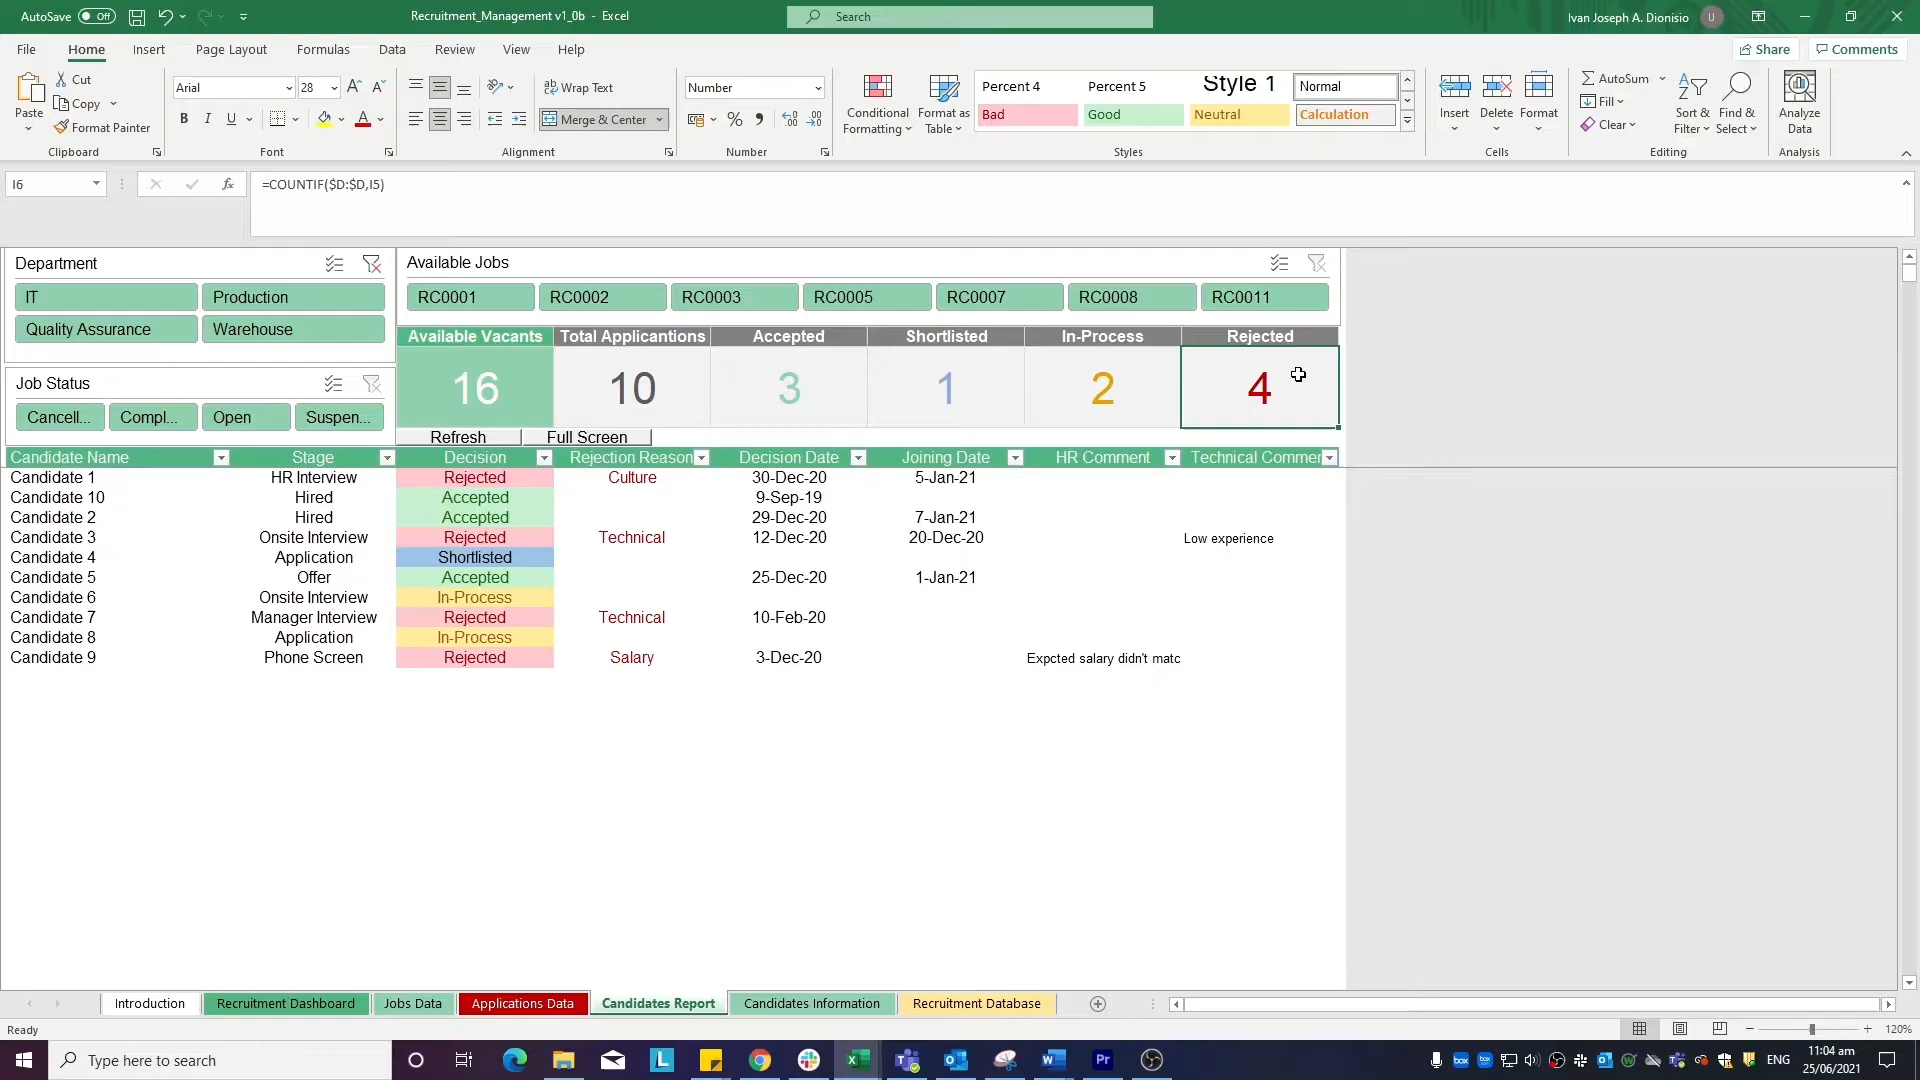 AutoSave Off
Recruitment_Management v1_0b - Excel
Search
Ivan Joseph A. Dionisio IJ
File Home Insert Page Layout Formulas Data Review View Help
Share Comments
Paste
Cut
Copy
Format Painter
Clipboard
Arial 28
B I U
Font
Wrap Text
Merge & Center
Alignment
Number
Number
Conditional Formatting
Format as Table
Percent 4 Percent 5 Style 1 Normal
Bad Good Neutral Calculation
Styles
Insert Delete Format
Cells
AutoSum
Fill
Clear
Sort & Filter
Find & Select
Editing
Analyze Data
Analysis
I6
fx
=COUNTIF($D:$D,I5)
Department
IT Production
Quality Assurance Warehouse
Job Status
Cancell... Compl... Open Suspen...
Available Jobs
RC0001 RC0002 RC0003 RC0005 RC0007 RC0008 RC0011
Available Vacants Total Applicantions Accepted Shortlisted In-Process Rejected
16 10 3 1 2 4
Refresh Full Screen
Candidate Name Stage Decision Rejection Reason Decision Date Joining Date HR Comment Technical Commer
Candidate 1 HR Interview Rejected Culture 30-Dec-20 5-Jan-21
Candidate 10 Hired Accepted 9-Sep-19
Candidate 2 Hired Accepted 29-Dec-20 7-Jan-21
Candidate 3 Onsite Interview Rejected Technical 12-Dec-20 20-Dec-20 Low experience
Candidate 4 Application Shortlisted
Candidate 5 Offer Accepted 25-Dec-20 1-Jan-21
Candidate 6 Onsite Interview In-Process
Candidate 7 Manager Interview Rejected Technical 10-Feb-20
Candidate 8 Application In-Process
Candidate 9 Phone Screen Rejected Salary 3-Dec-20 Expcted salary didn't matc
Introduction Recruitment Dashboard Jobs Data Applications Data Candidates Report Candidates Information Recruitment Database
Ready
120%
Type here to search
ENG
11:04 am
25/06/2021